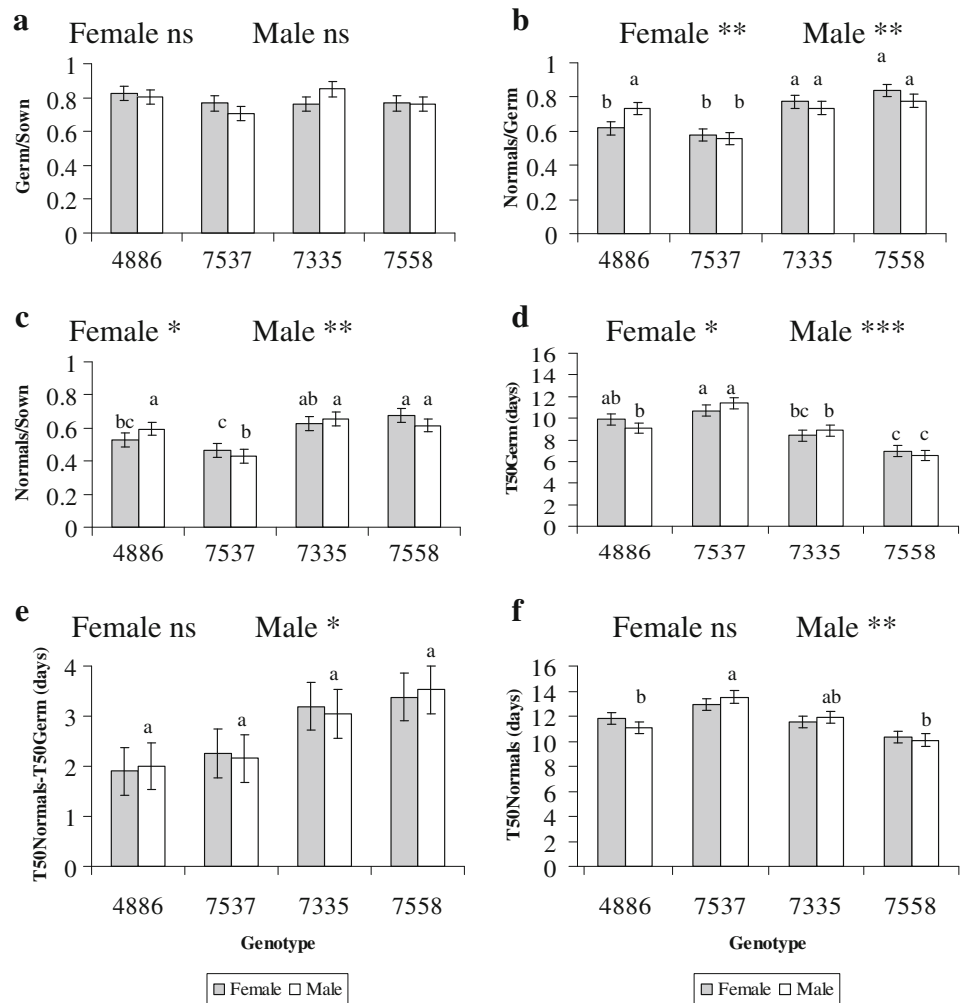 a
Female ns Male ns
1
0.8
0.6
0.4
0.2
0
Germ/Sown
4886 7537 7335 7558
b
Female ** Male **
1
0.8
0.6
0.4
0.2
0
Normals/Germ
b a b b a a a a
4886 7537 7335 7558
c
Female * Male **
1
0.8
0.6
0.4
0.2
0
Normals/Sown
bc a c b ab a a a
4886 7537 7335 7558
d
Female * Male ***
16
14
12
10
8
6
4
2
0
T50Germ (days)
ab b a a bc b c c
4886 7537 7335 7558
e
Female ns Male *
4
3
2
1
0
T50Normals-T50Germ (days)
a a a a
4886 7537 7335 7558
Genotype
Female Male
f
Female ns Male **
16
14
12
10
8
6
4
2
0
T50Normals (days)
b a ab b
4886 7537 7335 7558
Genotype
Female Male